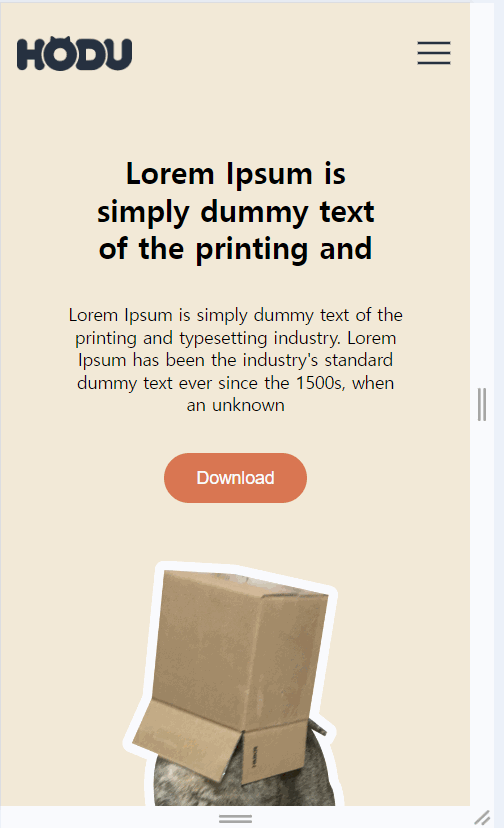 HODU
Lorem Ipsum is
simply dummy text
of the printing and
Lorem Ipsum is simply dummy text of the
printing and typesetting industry. Lorem
Ipsum has been the industry's standard
dummy text ever since the 1500s, when
an unknown
Download